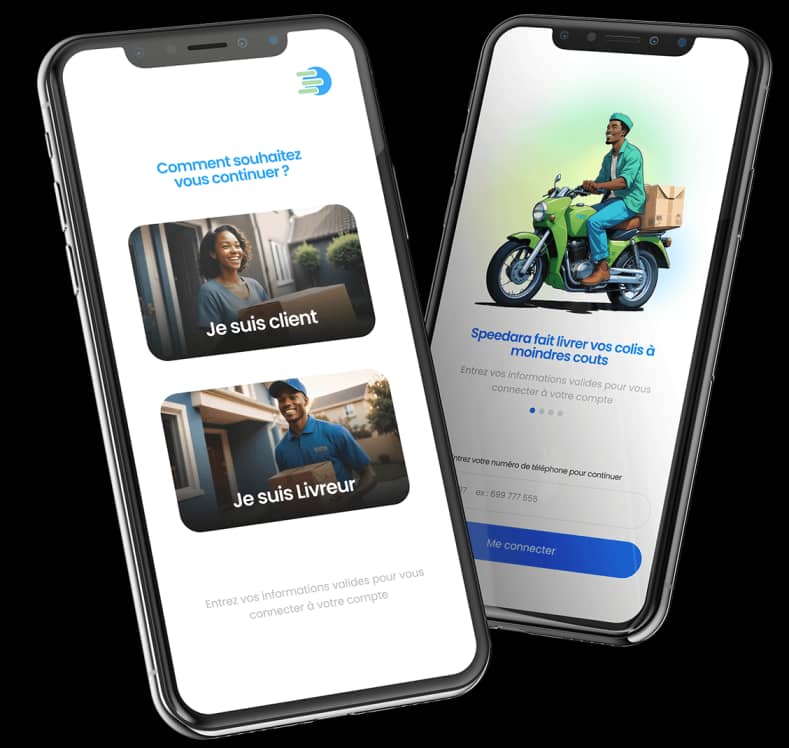 Comment souhaitez
vous continuer ?
Je suis client
Je suis Livreur
Entrez vos informations valides pour vous
connecter à votre compte
Speedara fait livrer vos colis à
moindres couts
Entrez vos informations valides pour vous
connecter à votre compte
ntrez votre numéro de téléphone pour continuer
7 ex : 699 777 555
Me connecter